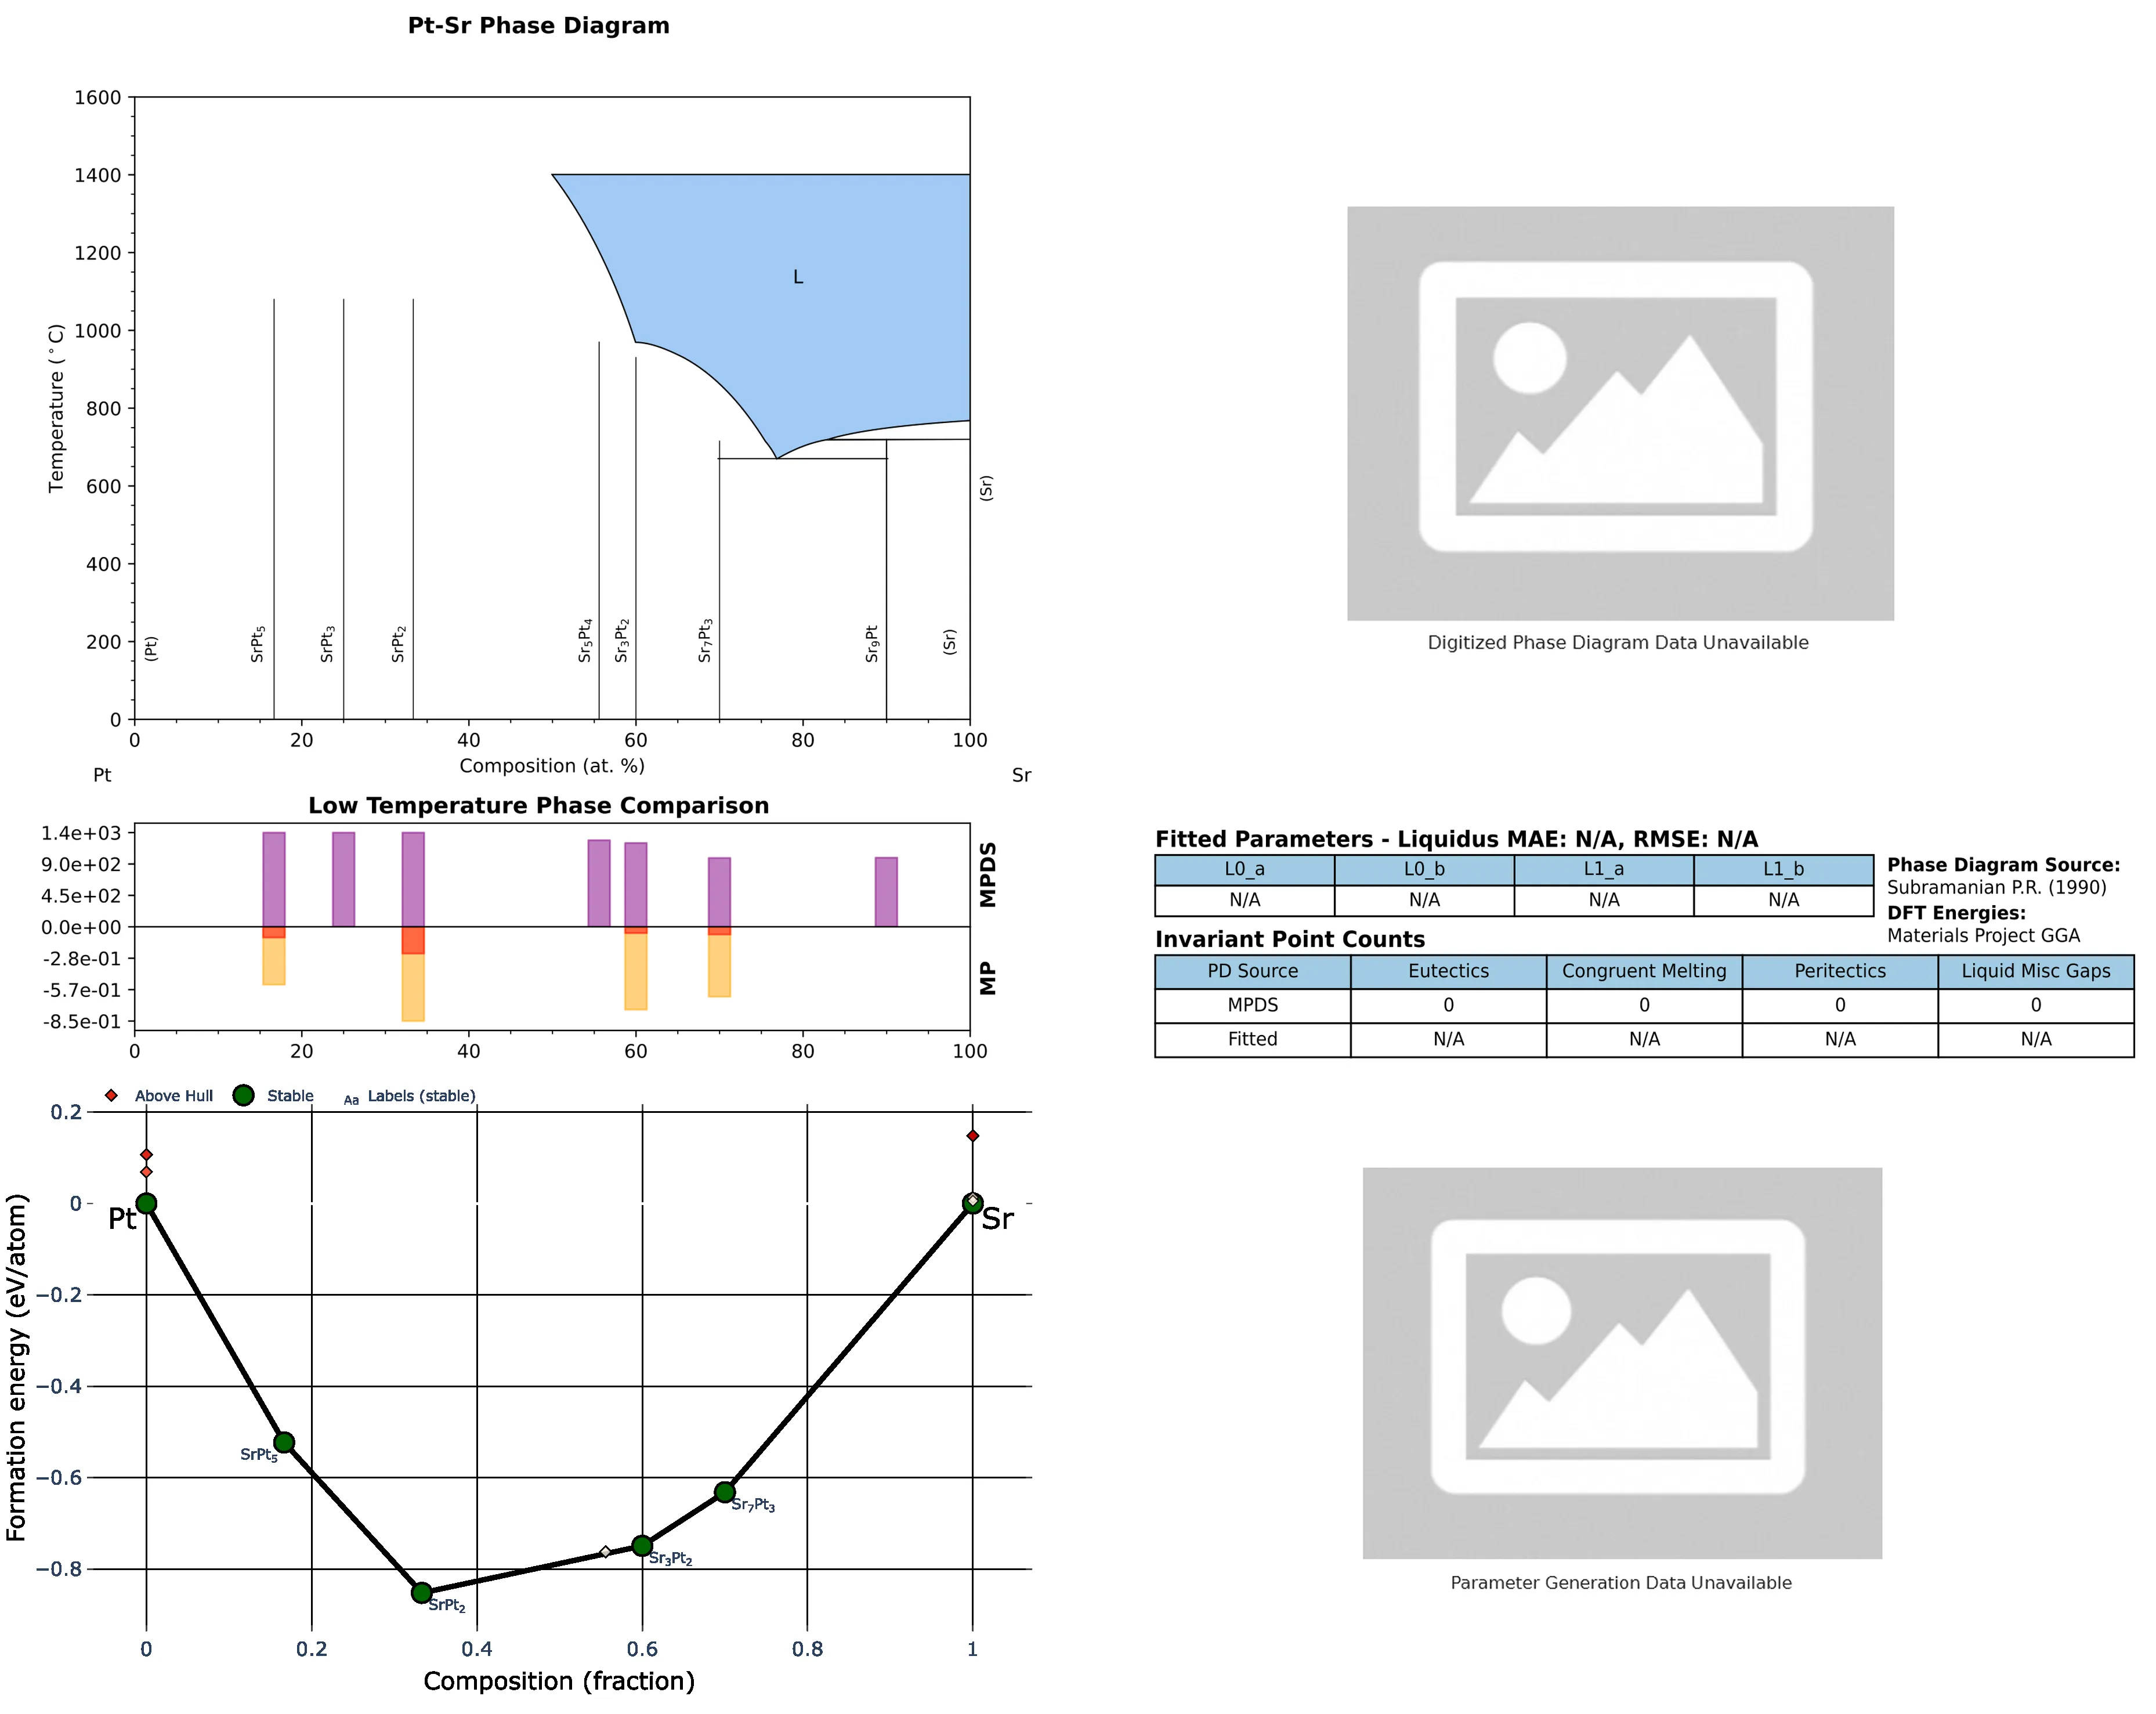 Pt-Sr Phase Diagram
1600
1400
1200
1000
800
600
400
200
0
Temperature (°C)
L
(Pt)
SrPt5
SrPt3
SrPt2
Sr5Pt4
Sr3Pt2
Sr7Pt3
Sr9Pt
(Sr)
(Sr)
0 20 40 60 80 100
Composition (at. %)
Pt Sr
Digitized Phase Diagram Data Unavailable
Low Temperature Phase Comparison
1.4e+03
9.0e+02
4.5e+02
0.0e+00
-2.8e-01
-5.7e-01
-8.5e-01
MPDS
MP
0 20 40 60 80 100
Fitted Parameters - Liquidus MAE: N/A, RMSE: N/A
L0_a L0_b L1_a L1_b
N/A N/A N/A N/A
Phase Diagram Source:
Subramanian P.R. (1990)
DFT Energies:
Materials Project GGA
Invariant Point Counts
PD Source Eutectics Congruent Melting Peritectics Liquid Misc Gaps
MPDS 0 0 0 0
Fitted N/A N/A N/A N/A
Above Hull Stable Aa Labels (stable)
0.2
0
−0.2
−0.4
−0.6
−0.8
Formation energy (eV/atom)
Pt
Sr
SrPt5
SrPt2
Sr3Pt2
Sr7Pt3
0 0.2 0.4 0.6 0.8 1
Composition (fraction)
Parameter Generation Data Unavailable